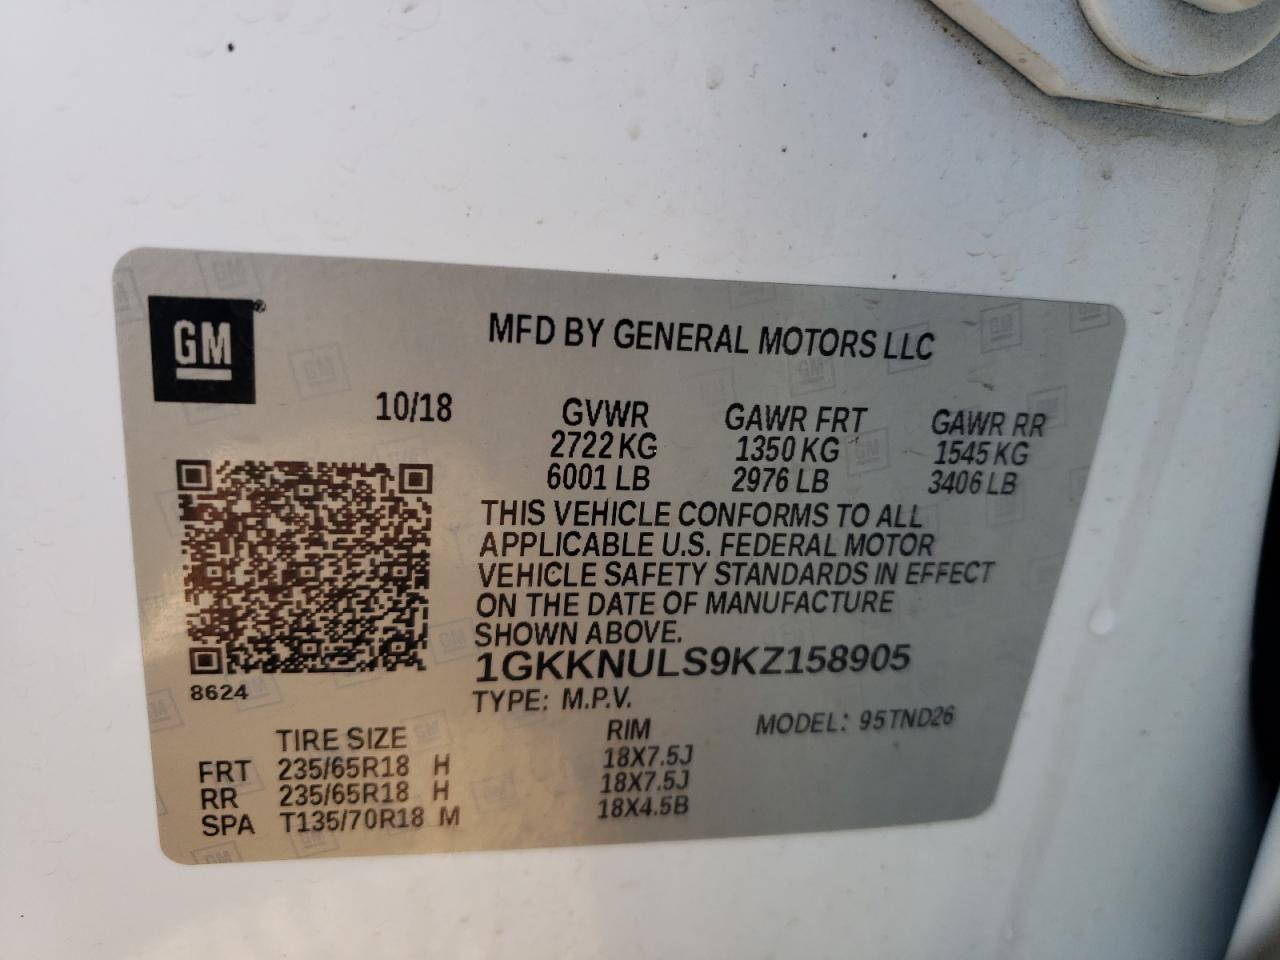 GM®
MFD BY GENERAL MOTORS LLC
10/18
GVWR
2722 KG
6001 LB
GAWR FRT
1350 KG
2976 LB
GAWR RR
1545 KG
3406 LB
THIS VEHICLE CONFORMS TO ALL
APPLICABLE U.S. FEDERAL MOTOR
VEHICLE SAFETY STANDARDS IN EFFECT
ON THE DATE OF MANUFACTURE
SHOWN ABOVE.
1GKKNULS9KZ158905
8624
TYPE: M.P.V.
MODEL: 95TND26
TIRE SIZE RIM
FRT 235/65R18 H 18X7.5J
RR 235/65R18 H 18X7.5J
SPA T135/70R18 M 18X4.5B